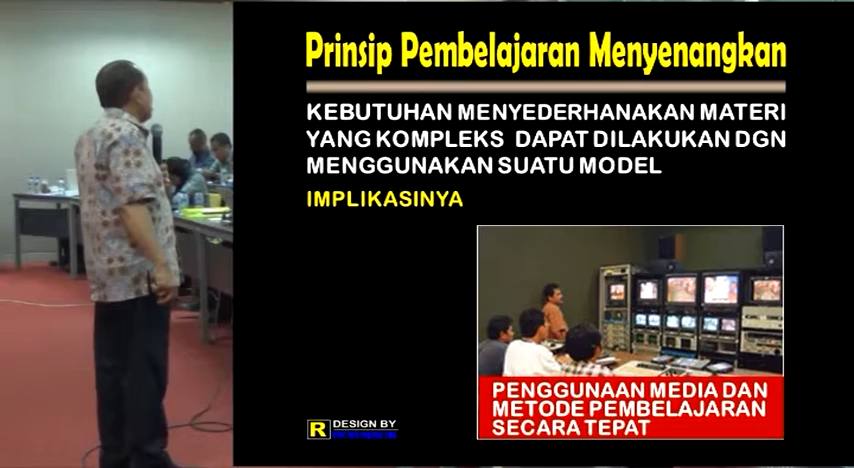 Prinsip Pembelajaran Menyenangkan
KEBUTUHAN MENYEDERHANAKAN MATERI
YANG KOMPLEKS DAPAT DILAKUKAN DGN
MENGGUNAKAN SUATU MODEL
IMPLIKASINYA
PENGGUNAAN MEDIA DAN
METODE PEMBELAJARAN
SECARA TEPAT
R DESIGN BY